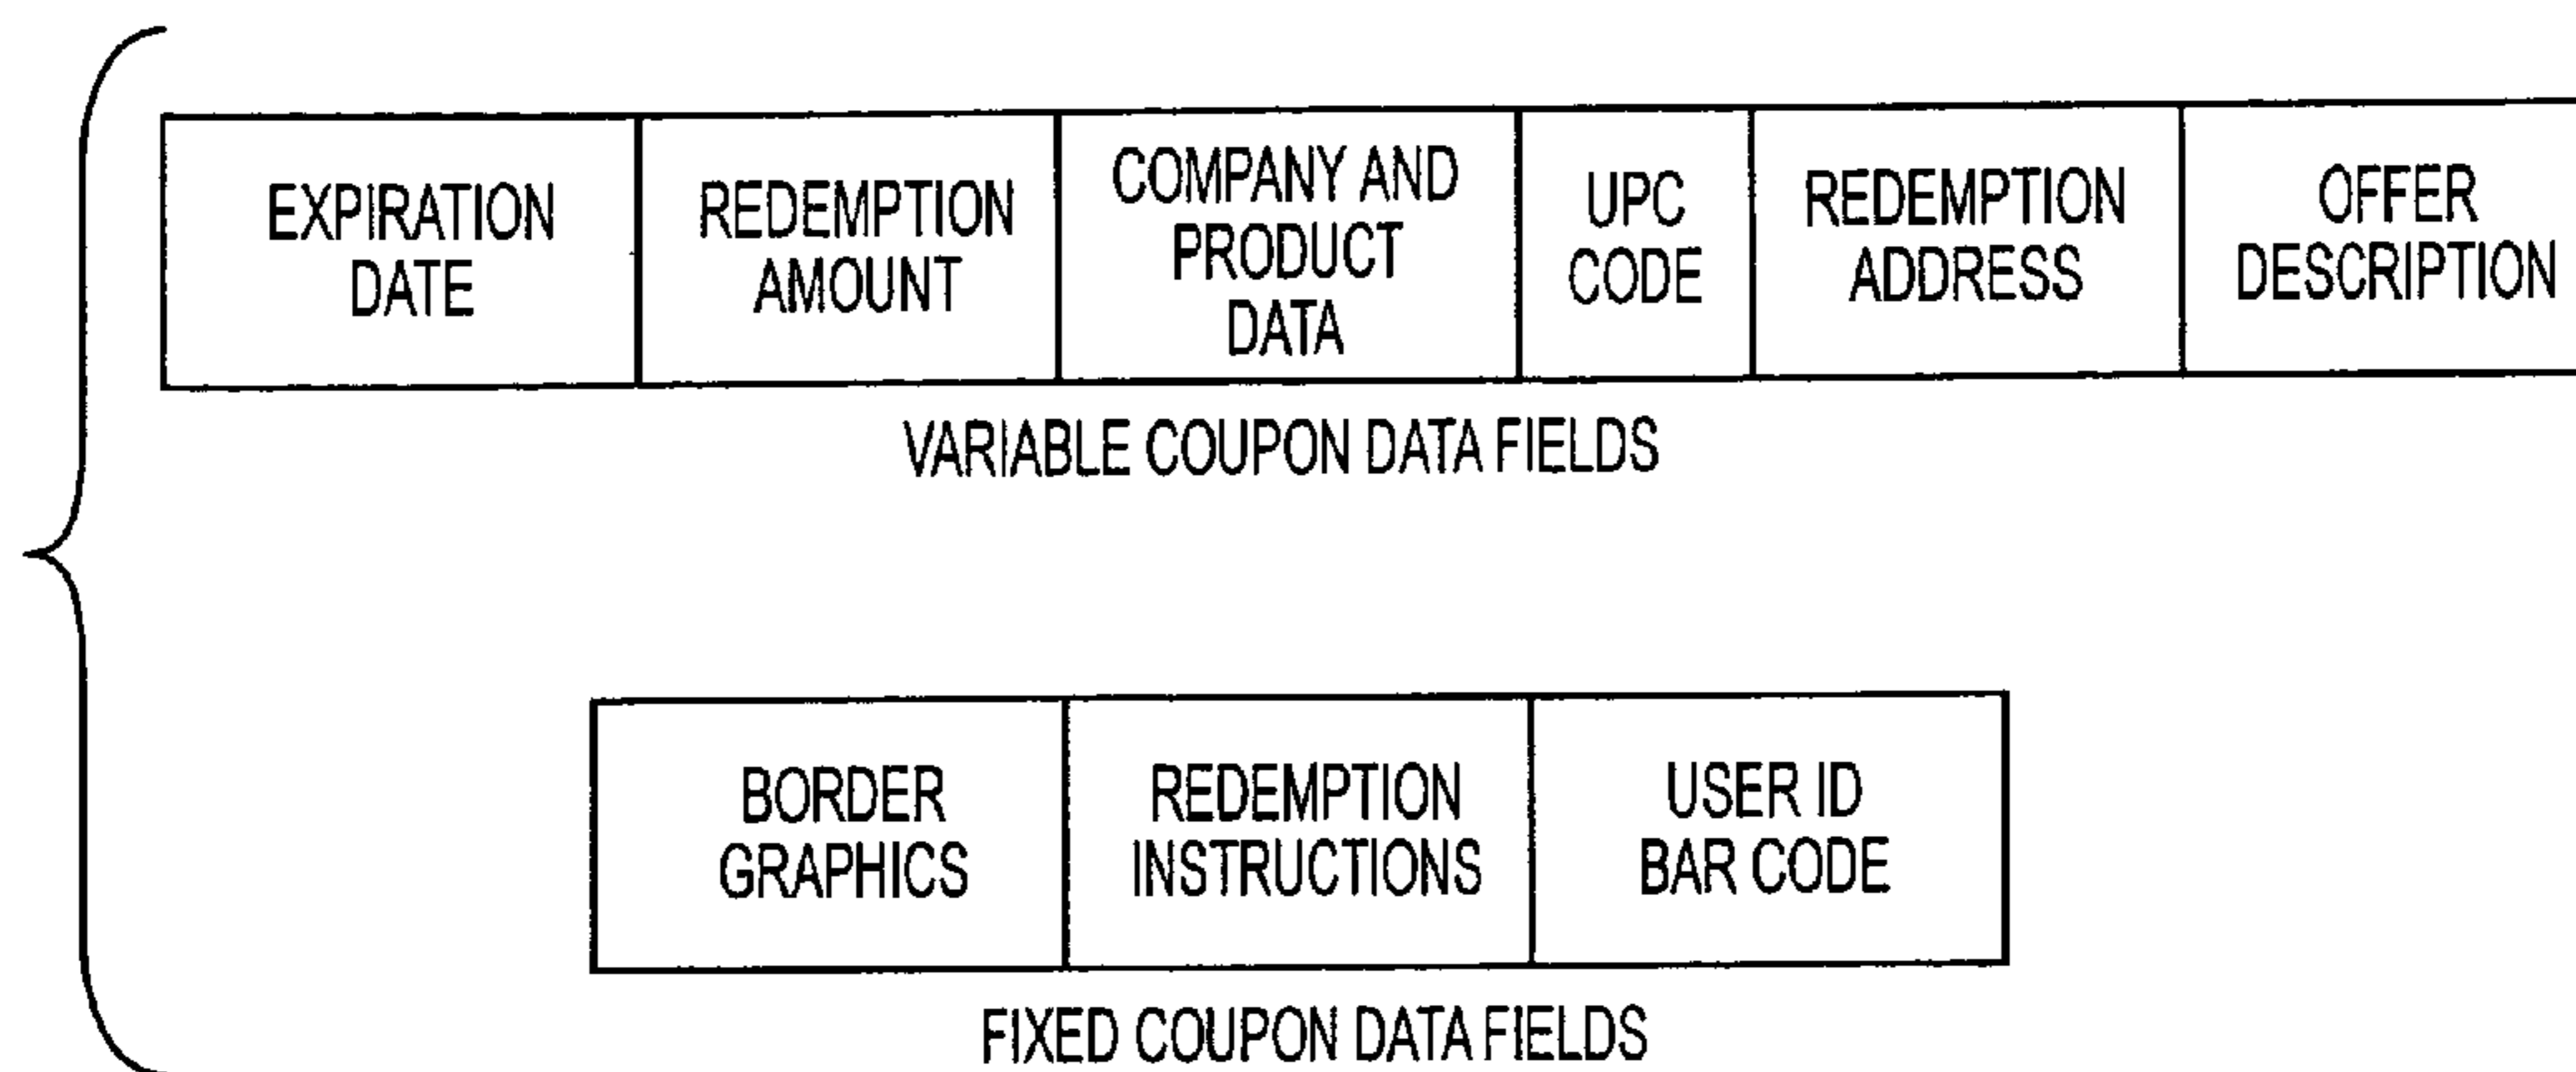 EXPIRATION
DATE
REDEMPTION
AMOUNT
COMPANY AND
PRODUCT
DATA
UPC
CODE
REDEMPTION
ADDRESS
OFFER
DESCRIPTION
VARIABLE COUPON DATA FIELDS
BORDER
GRAPHICS
REDEMPTION
INSTRUCTIONS
USER ID
BAR CODE
FIXED COUPON DATA FIELDS